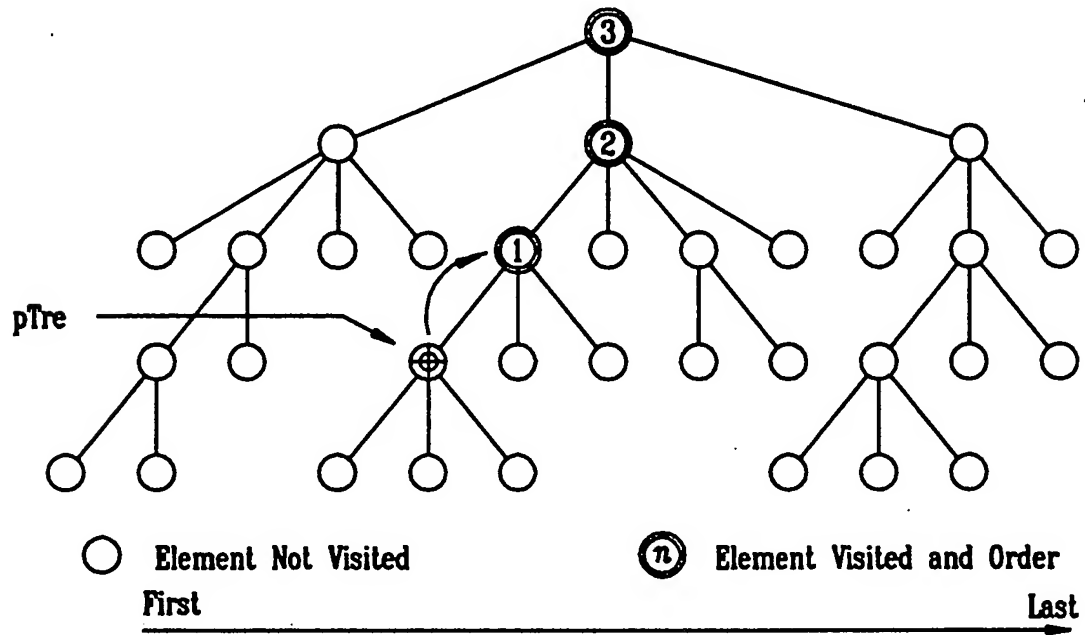 3
2
1
pTre
Element Not Visited
n Element Visited and Order
First
Last